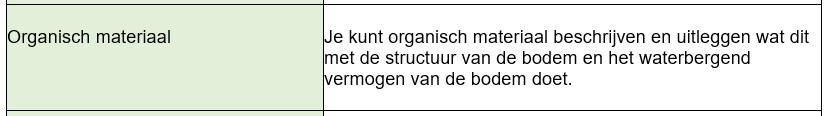 Organisch materiaal
Je kunt organisch materiaal beschrijven en uitleggen wat dit
met de structuur van de bodem en het waterbergend
vermogen van de bodem doet.